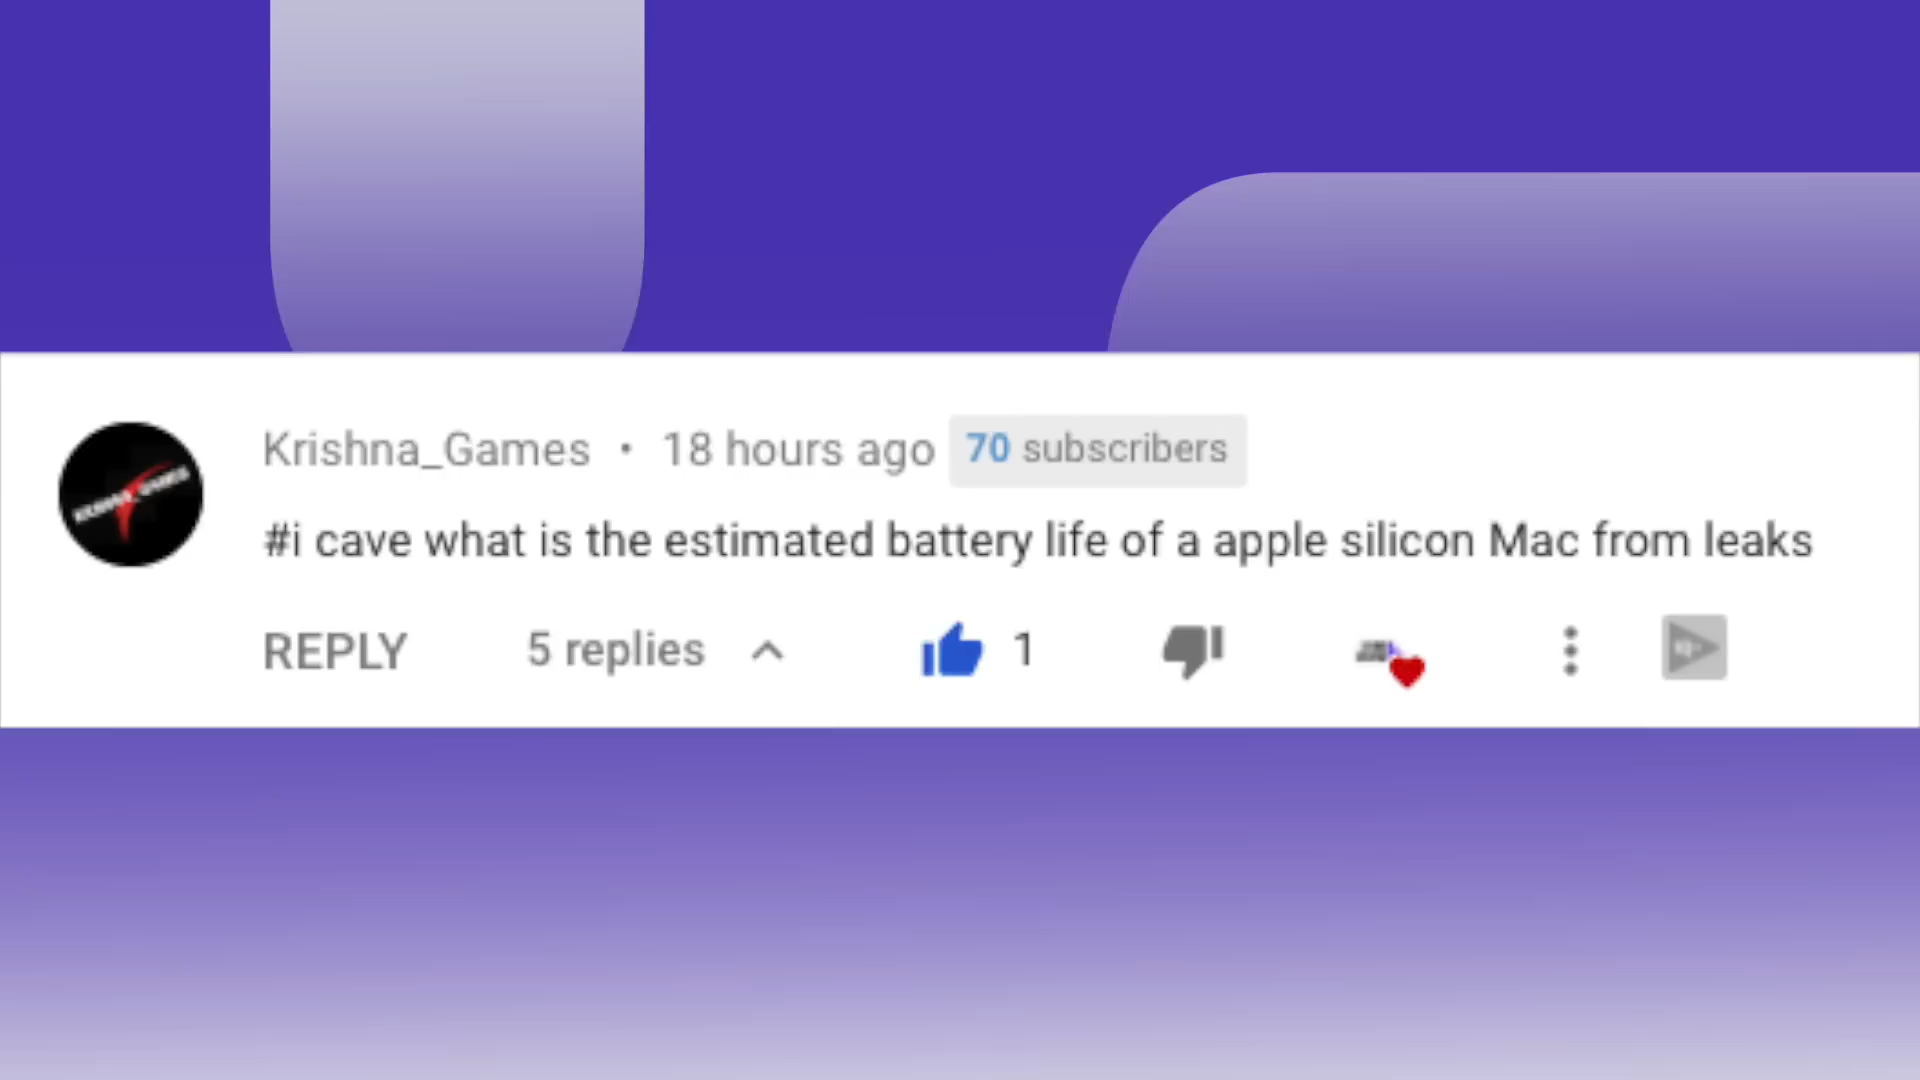 Krishna_Games • 18 hours ago 70 subscribers
#i cave what is the estimated battery life of a apple silicon Mac from leaks
REPLY 5 replies 1